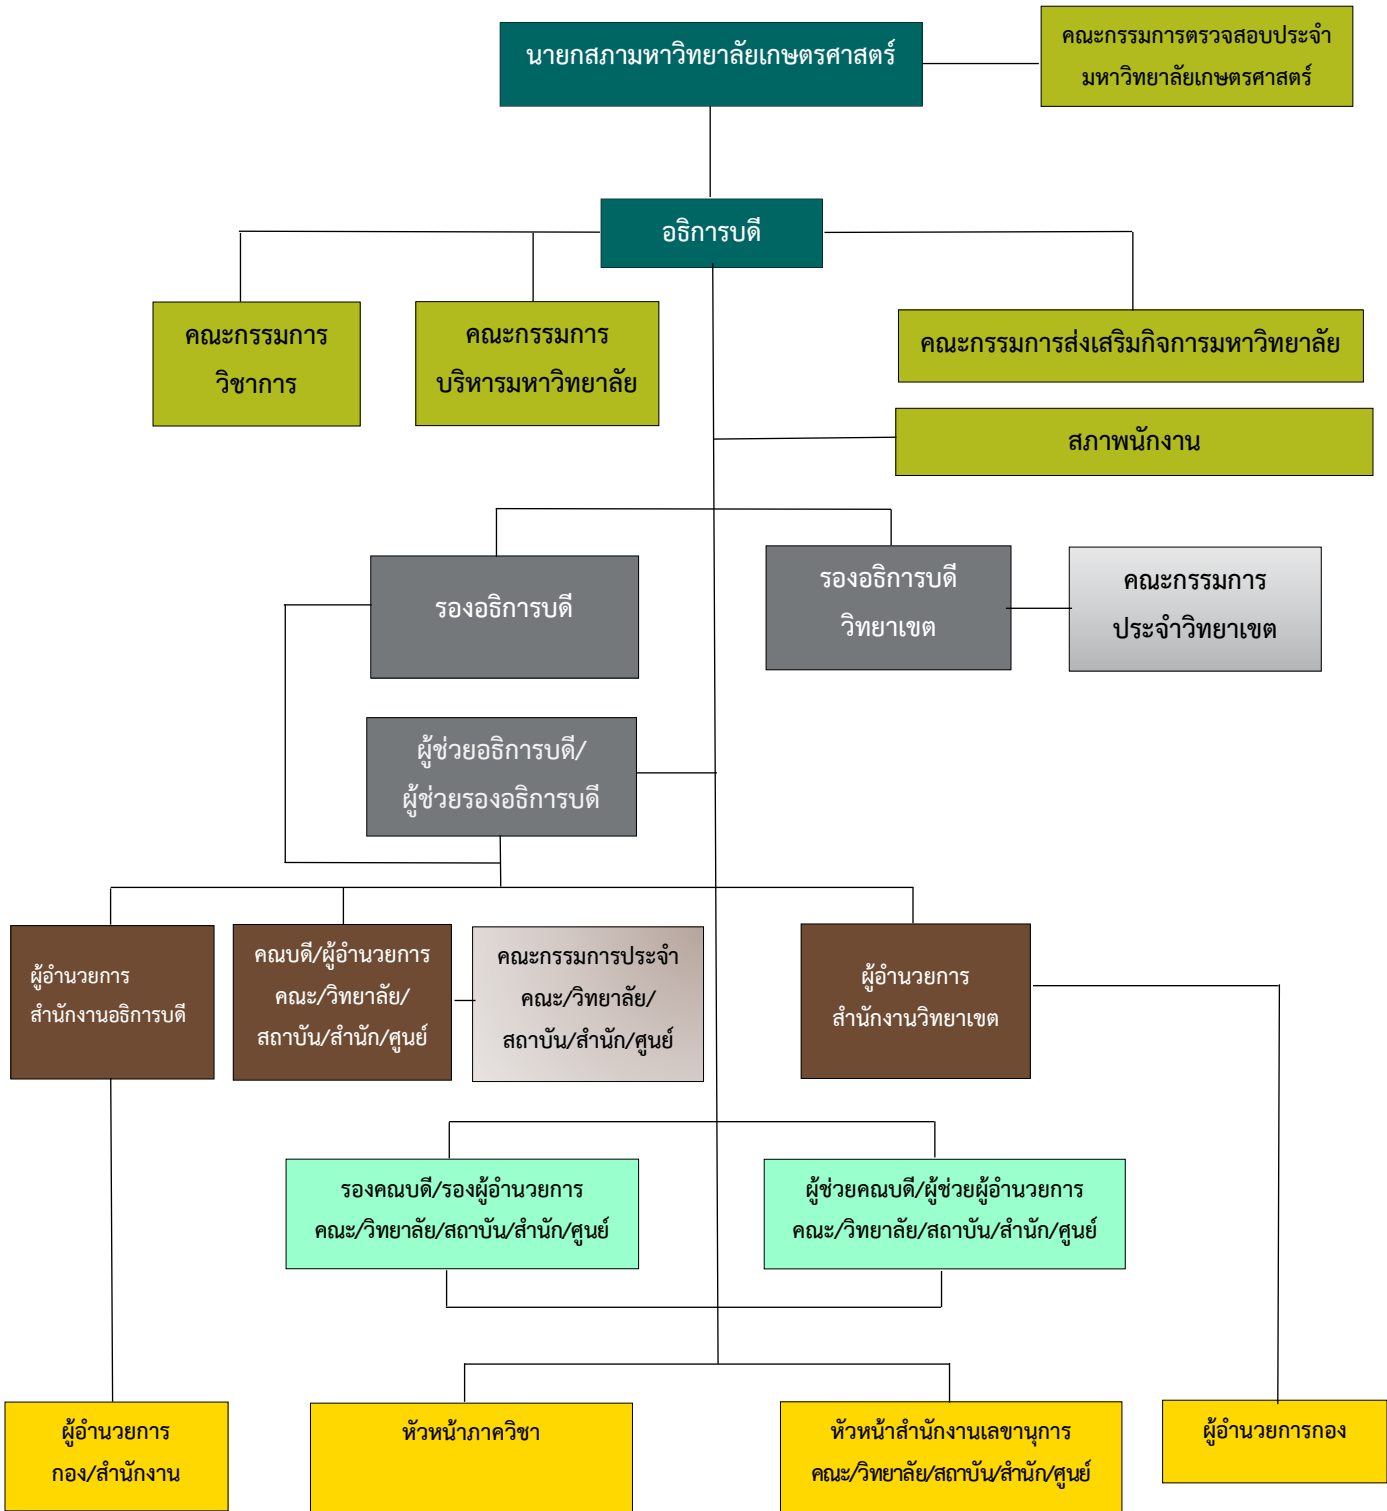 นายกสภามหาวิทยาลัยเกษตรศาสตร์
คณะกรรมการตรวจสอบประจำ
มหาวิทยาลัยเกษตรศาสตร์
อธิการบดี
คณะกรรมการ
วิชาการ
คณะกรรมการ
บริหารมหาวิทยาลัย
คณะกรรมการส่งเสริมกิจการมหาวิทยาลัย
สภาพนักงาน
รองอธิการบดี
รองอธิการบดี
วิทยาเขต
คณะกรรมการ
ประจำวิทยาเขต
ผู้ช่วยอธิการบดี/
ผู้ช่วยรองอธิการบดี
ผู้อำนวยการ
สำนักงานอธิการบดี
คณบดี/ผู้อำนวยการ
คณะ/วิทยาลัย/
สถาบัน/สำนัก/ศูนย์
คณะกรรมการประจำ
คณะ/วิทยาลัย/
สถาบัน/สำนัก/ศูนย์
ผู้อำนวยการ
สำนักงานวิทยาเขต
รองคณบดี/รองผู้อำนวยการ
คณะ/วิทยาลัย/สถาบัน/สำนัก/ศูนย์
ผู้ช่วยคณบดี/ผู้ช่วยผู้อำนวยการ
คณะ/วิทยาลัย/สถาบัน/สำนัก/ศูนย์
ผู้อำนวยการ
กอง/สำนักงาน
หัวหน้าภาควิชา
หัวหน้าสำนักงานเลขานุการ
คณะ/วิทยาลัย/สถาบัน/สำนัก/ศูนย์
ผู้อำนวยการกอง